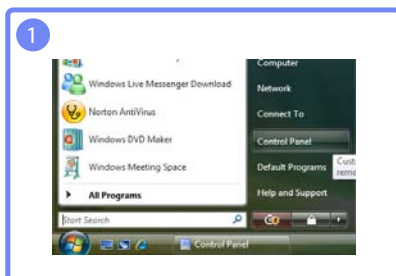 1
Computer
Windows Live Messenger Download
Network
Norton AntiVirus
Connect To
Windows DVD Maker
Control Panel
Windows Meeting Space
Default Programs
All Programs
Help and Support
Start Search
Control Panel